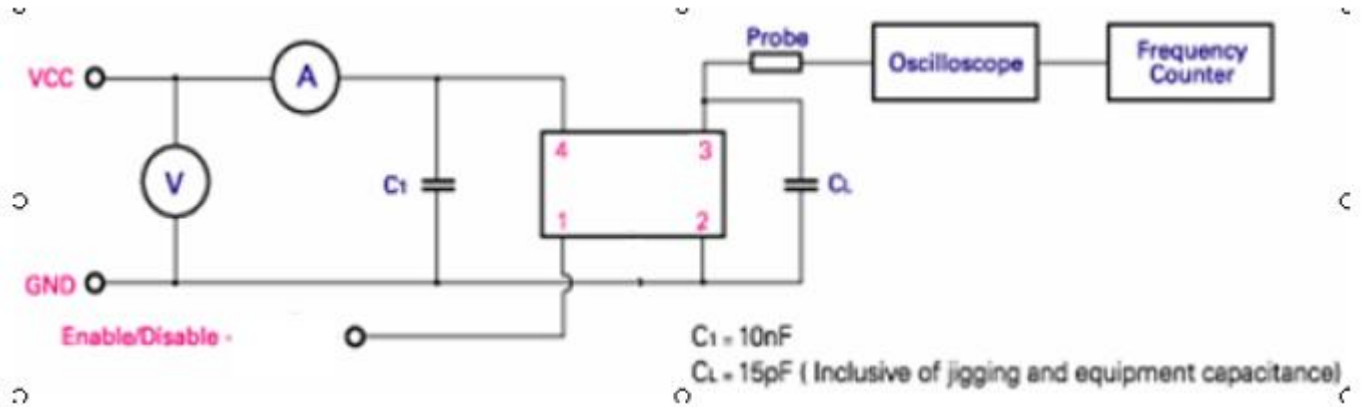 Probe
Oscilloscope
Frequency
Counter
VCC
A
4
3
V
C1
CL
1
2
GND
Enable/Disable -
C1 = 10nF
CL = 15pF ( Inclusive of jigging and equipment capacitance)